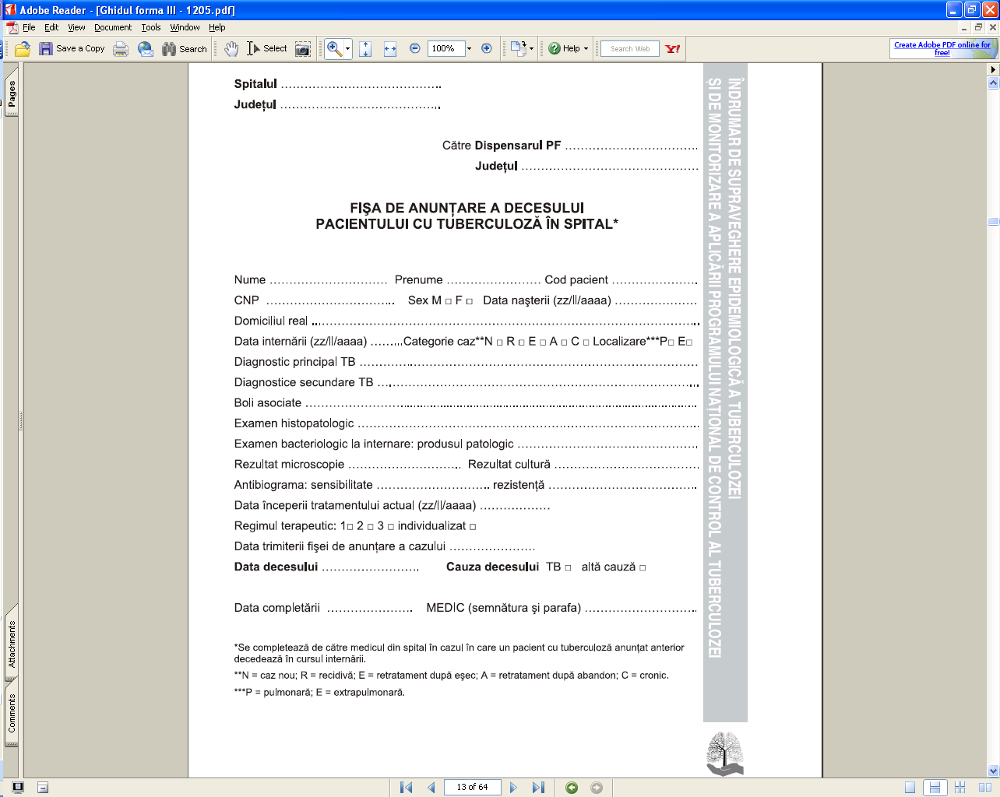 Adobe Reader - [Ghidul forma III - 1205.pdf]
File Edit View Document Tools Window Help
Save a Copy Search Select 100% Help Search Web Y! Create Adobe PDF online for free!
Pages
Attachments
Comments
Spitalul ........................................
Județul ........................................
Către Dispensarul PF ..................................
Județul .............................................
FIŞA DE ANUNȚARE A DECESULUI
PACIENTULUI CU TUBERCULOZĂ ÎN SPITAL*
Nume .............................. Prenume ........................ Cod pacient ......................
CNP ................................. Sex M □ F □ Data naşterii (zz/ll/aaaa) .....................
Domiciliul real ..................................................................................................
Data internării (zz/ll/aaaa) ......... Categorie caz**N □ R □ E □ A □ C □ Localizare***P□ E□
Diagnostic principal TB ......................................................................................
Diagnostice secundare TB ..................................................................................
Boli asociate ....................................................................................................
Examen histopatologic .......................................................................................
Examen bacteriologic la internare: produsul patologic ..............................................
Rezultat microscopie ............................. Rezultat cultură .....................................
Antibiograma: sensibilitate ............................. rezistență ......................................
Data începerii tratamentului actual (zz/ll/aaaa) ..................
Regimul terapeutic: 1□ 2 □ 3 □ individualizat □
Data trimiterii fişei de anunțare a cazului ......................
Data decesului ......................... Cauza decesului TB □ altă cauză □
Data completării ...................... MEDIC (semnătura şi parafa) .............................
*Se completează de către medicul din spital în cazul în care un pacient cu tuberculoză anunțat anterior
decedează în cursul internării.
**N = caz nou; R = recidivă; E = retratament după eşec; A = retratament după abandon; C = cronic.
***P = pulmonară; E = extrapulmonară.
ÎNDRUMAR DE SUPRAVEGHERE EPIDEMIOLOGICĂ A TUBERCULOZEI
ȘI DE MONITORIZARE A APLICĂRII PROGRAMULUI NAȚIONAL DE CONTROL AL TUBERCULOZEI
13 of 64